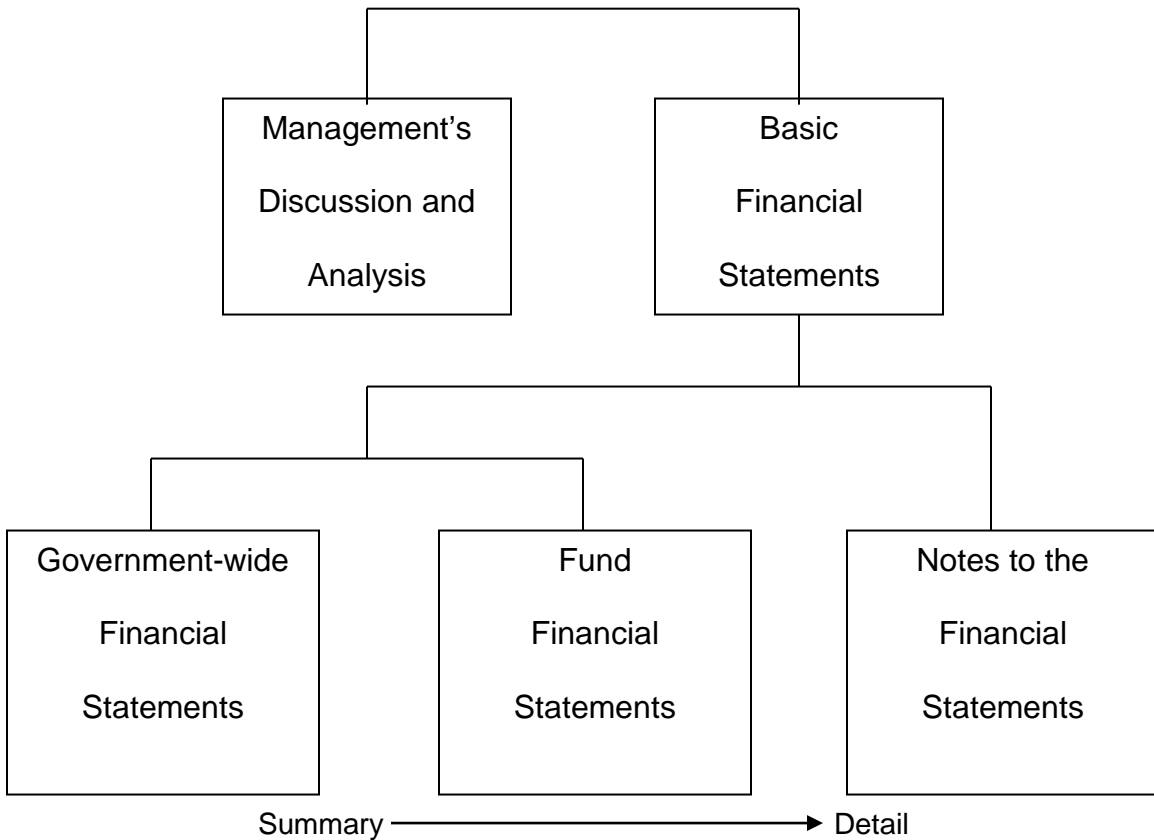 Management’s
Discussion and
Analysis
Basic
Financial
Statements
Government-wide
Financial
Statements
Fund
Financial
Statements
Notes to the
Financial
Statements
Summary
Detail